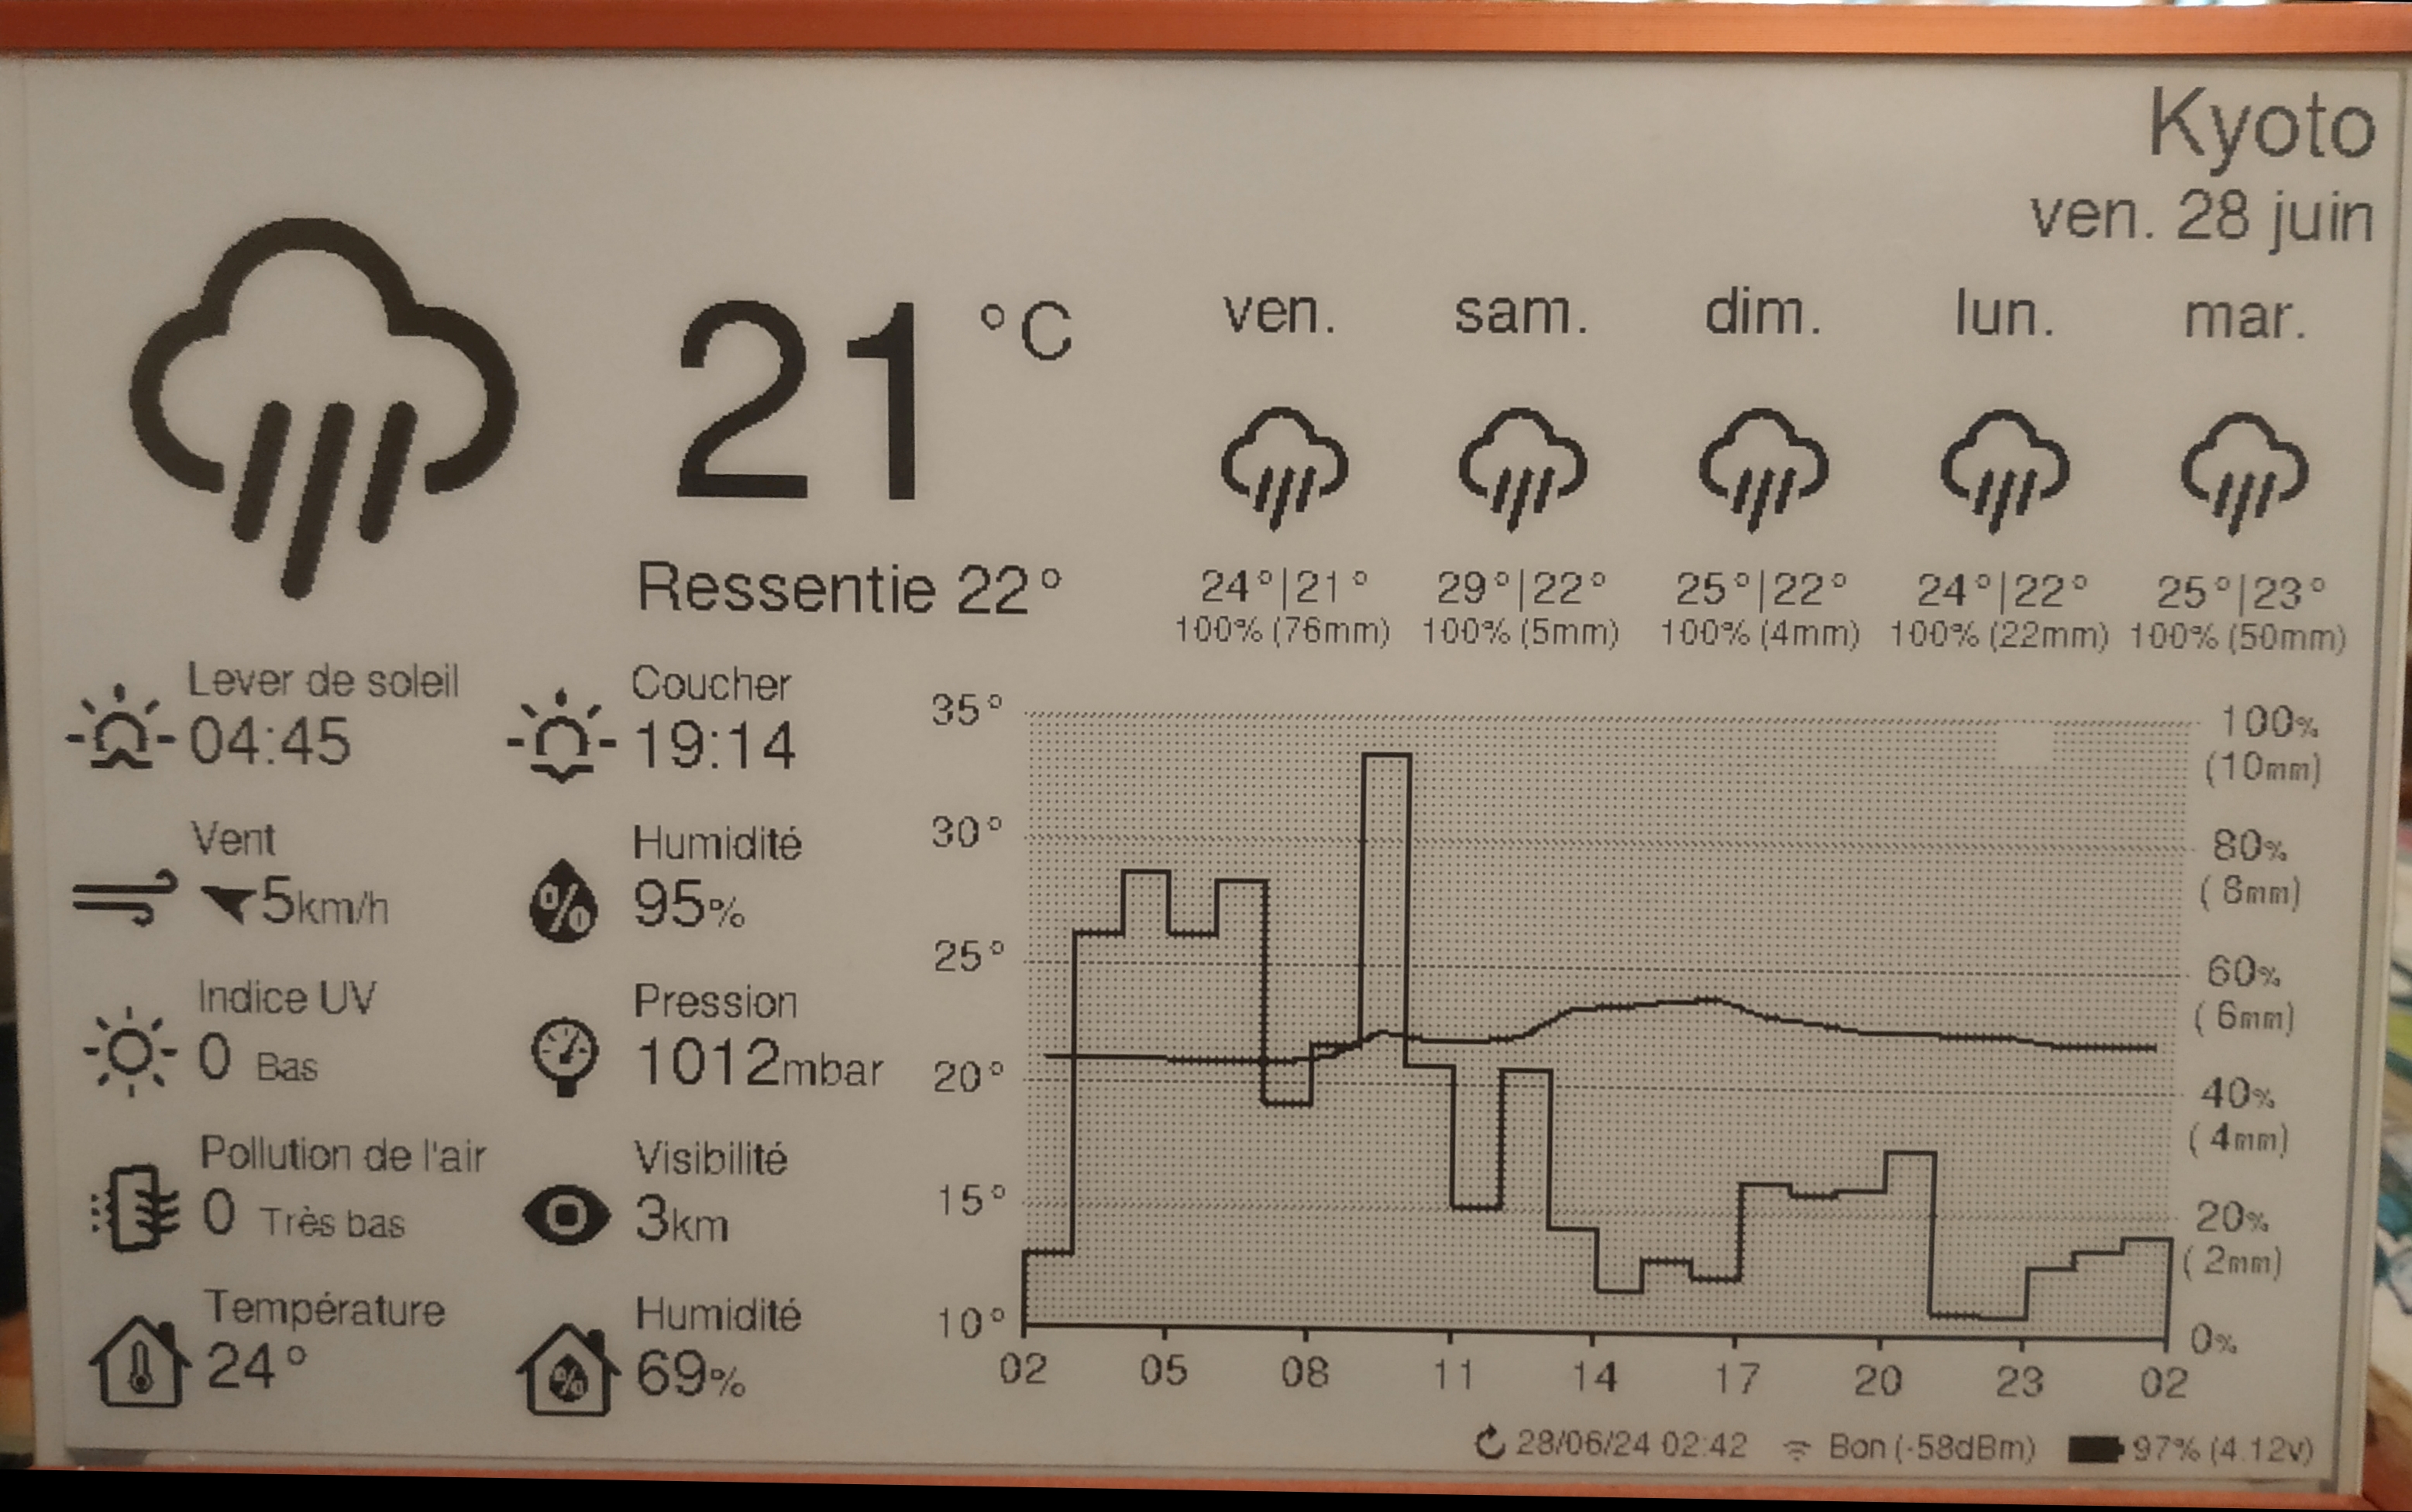 Kyoto
ven. 28 juin
21 °C
Ressentie 22°
ven. sam. dim. lun. mar.
24°|21° 29°|22° 25°|22° 24°|22° 25°|23°
100% (76mm) 100% (5mm) 100% (4mm) 100% (22mm) 100% (50mm)
Lever de soleil
04:45
Coucher
19:14
Vent
5km/h
Humidité
95%
Indice UV
0 Bas
Pression
1012mbar
Pollution de l'air
0 Très bas
Visibilité
3km
Température
24°
Humidité
69%
35°
30°
25°
20°
15°
10°
100%
(10mm)
80%
( 8mm)
60%
( 6mm)
40%
( 4mm)
20%
( 2mm)
0%
02 05 08 11 14 17 20 23 02
28/06/24 02:42 Bon (-58dBm) 97% (4.12v)